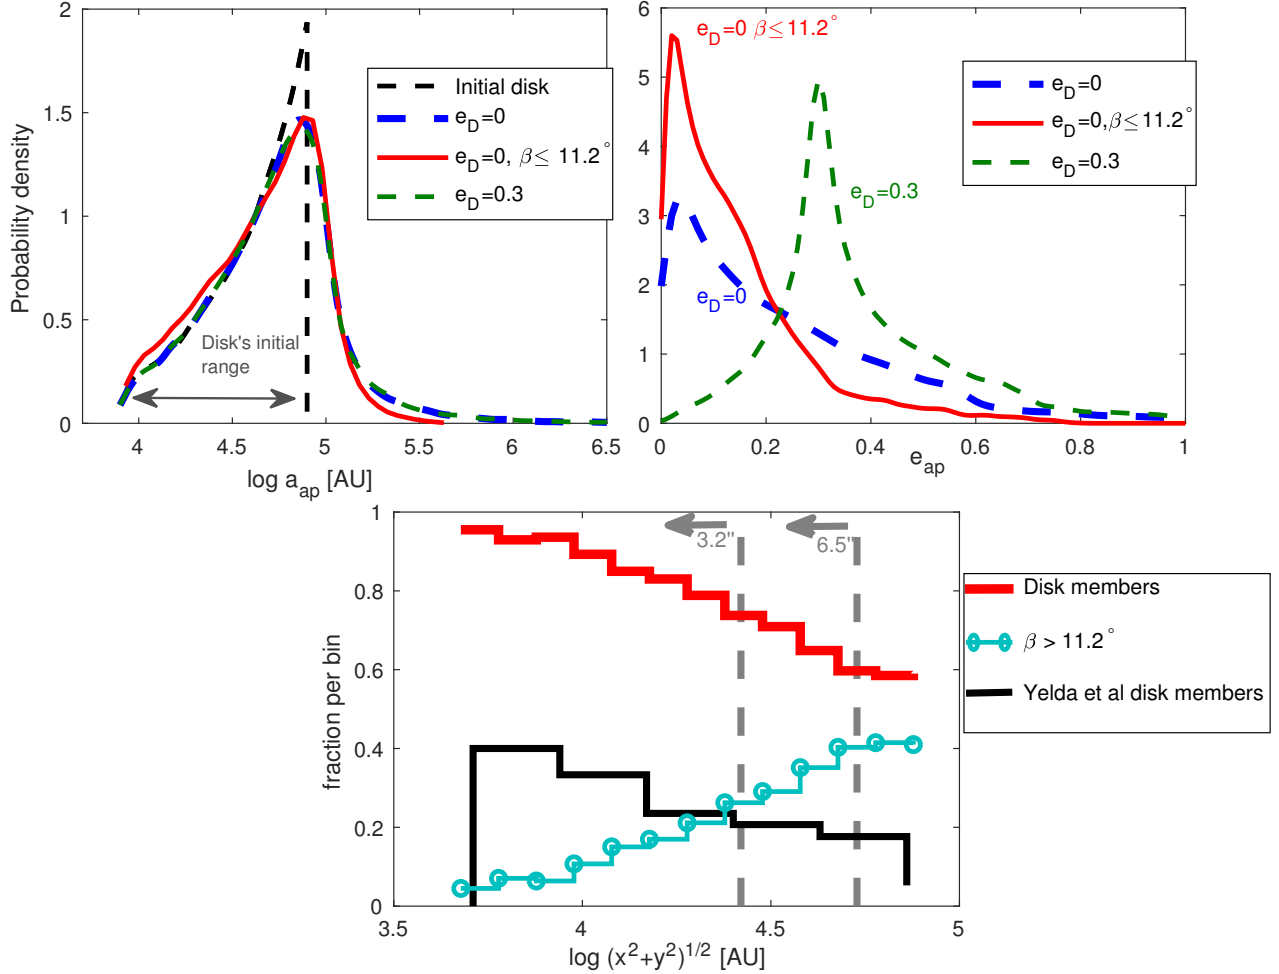 2
1.5
1
0.5
0
4
4.5
5
5.5
6
6.5
Probability density
log a_ap [AU]
Initial disk
e_D=0
e_D=0, β≤ 11.2°
e_D=0.3
Disk's initial
range
6
5
4
3
2
1
0
0
0.2
0.4
0.6
0.8
1
e_ap
e_D=0 β≤11.2°
e_D=0.3
e_D=0
e_D=0
e_D=0,β≤11.2°
e_D=0.3
1
0.8
0.6
0.4
0.2
0
3.5
4
4.5
5
fraction per bin
log (x²+y²)^1/2 [AU]
3.2"
6.5"
Disk members
β > 11.2°
Yelda et al disk members